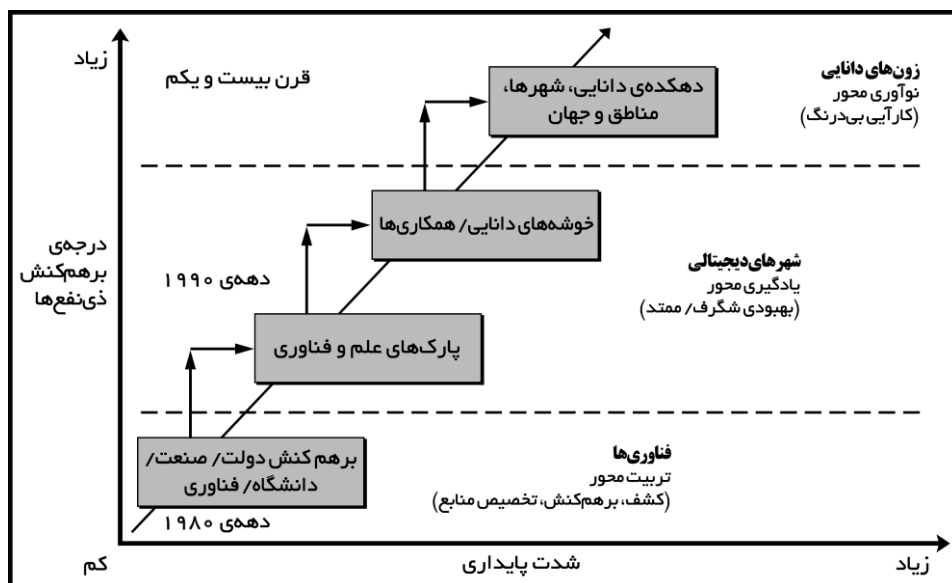 زیاد
قرن بیست و یکم
دهکده‌ی دانایی، شهرها،
مناطق و جهان
زون‌های دانایی
نوآوری محور
(کارآیی بی‌درنگ)
درجه‌ی
برهم‌کنش
ذی‌نفع‌ها
خوشه‌های دانایی/ همکاری‌ها
دهه‌ی ۱۹۹۰
شهرهای دیجیتالی
یادگیری محور
(بهبودی شگرف/ ممتد)
پارک‌های علم و فناوری
برهم کنش دولت/ صنعت/
دانشگاه/ فناوری
دهه‌ی ۱۹۸۰
فناوری‌ها
تربیت محور
(کشف، برهم‌کنش، تخصیص منابع)
کم
شدت پایداری
زیاد